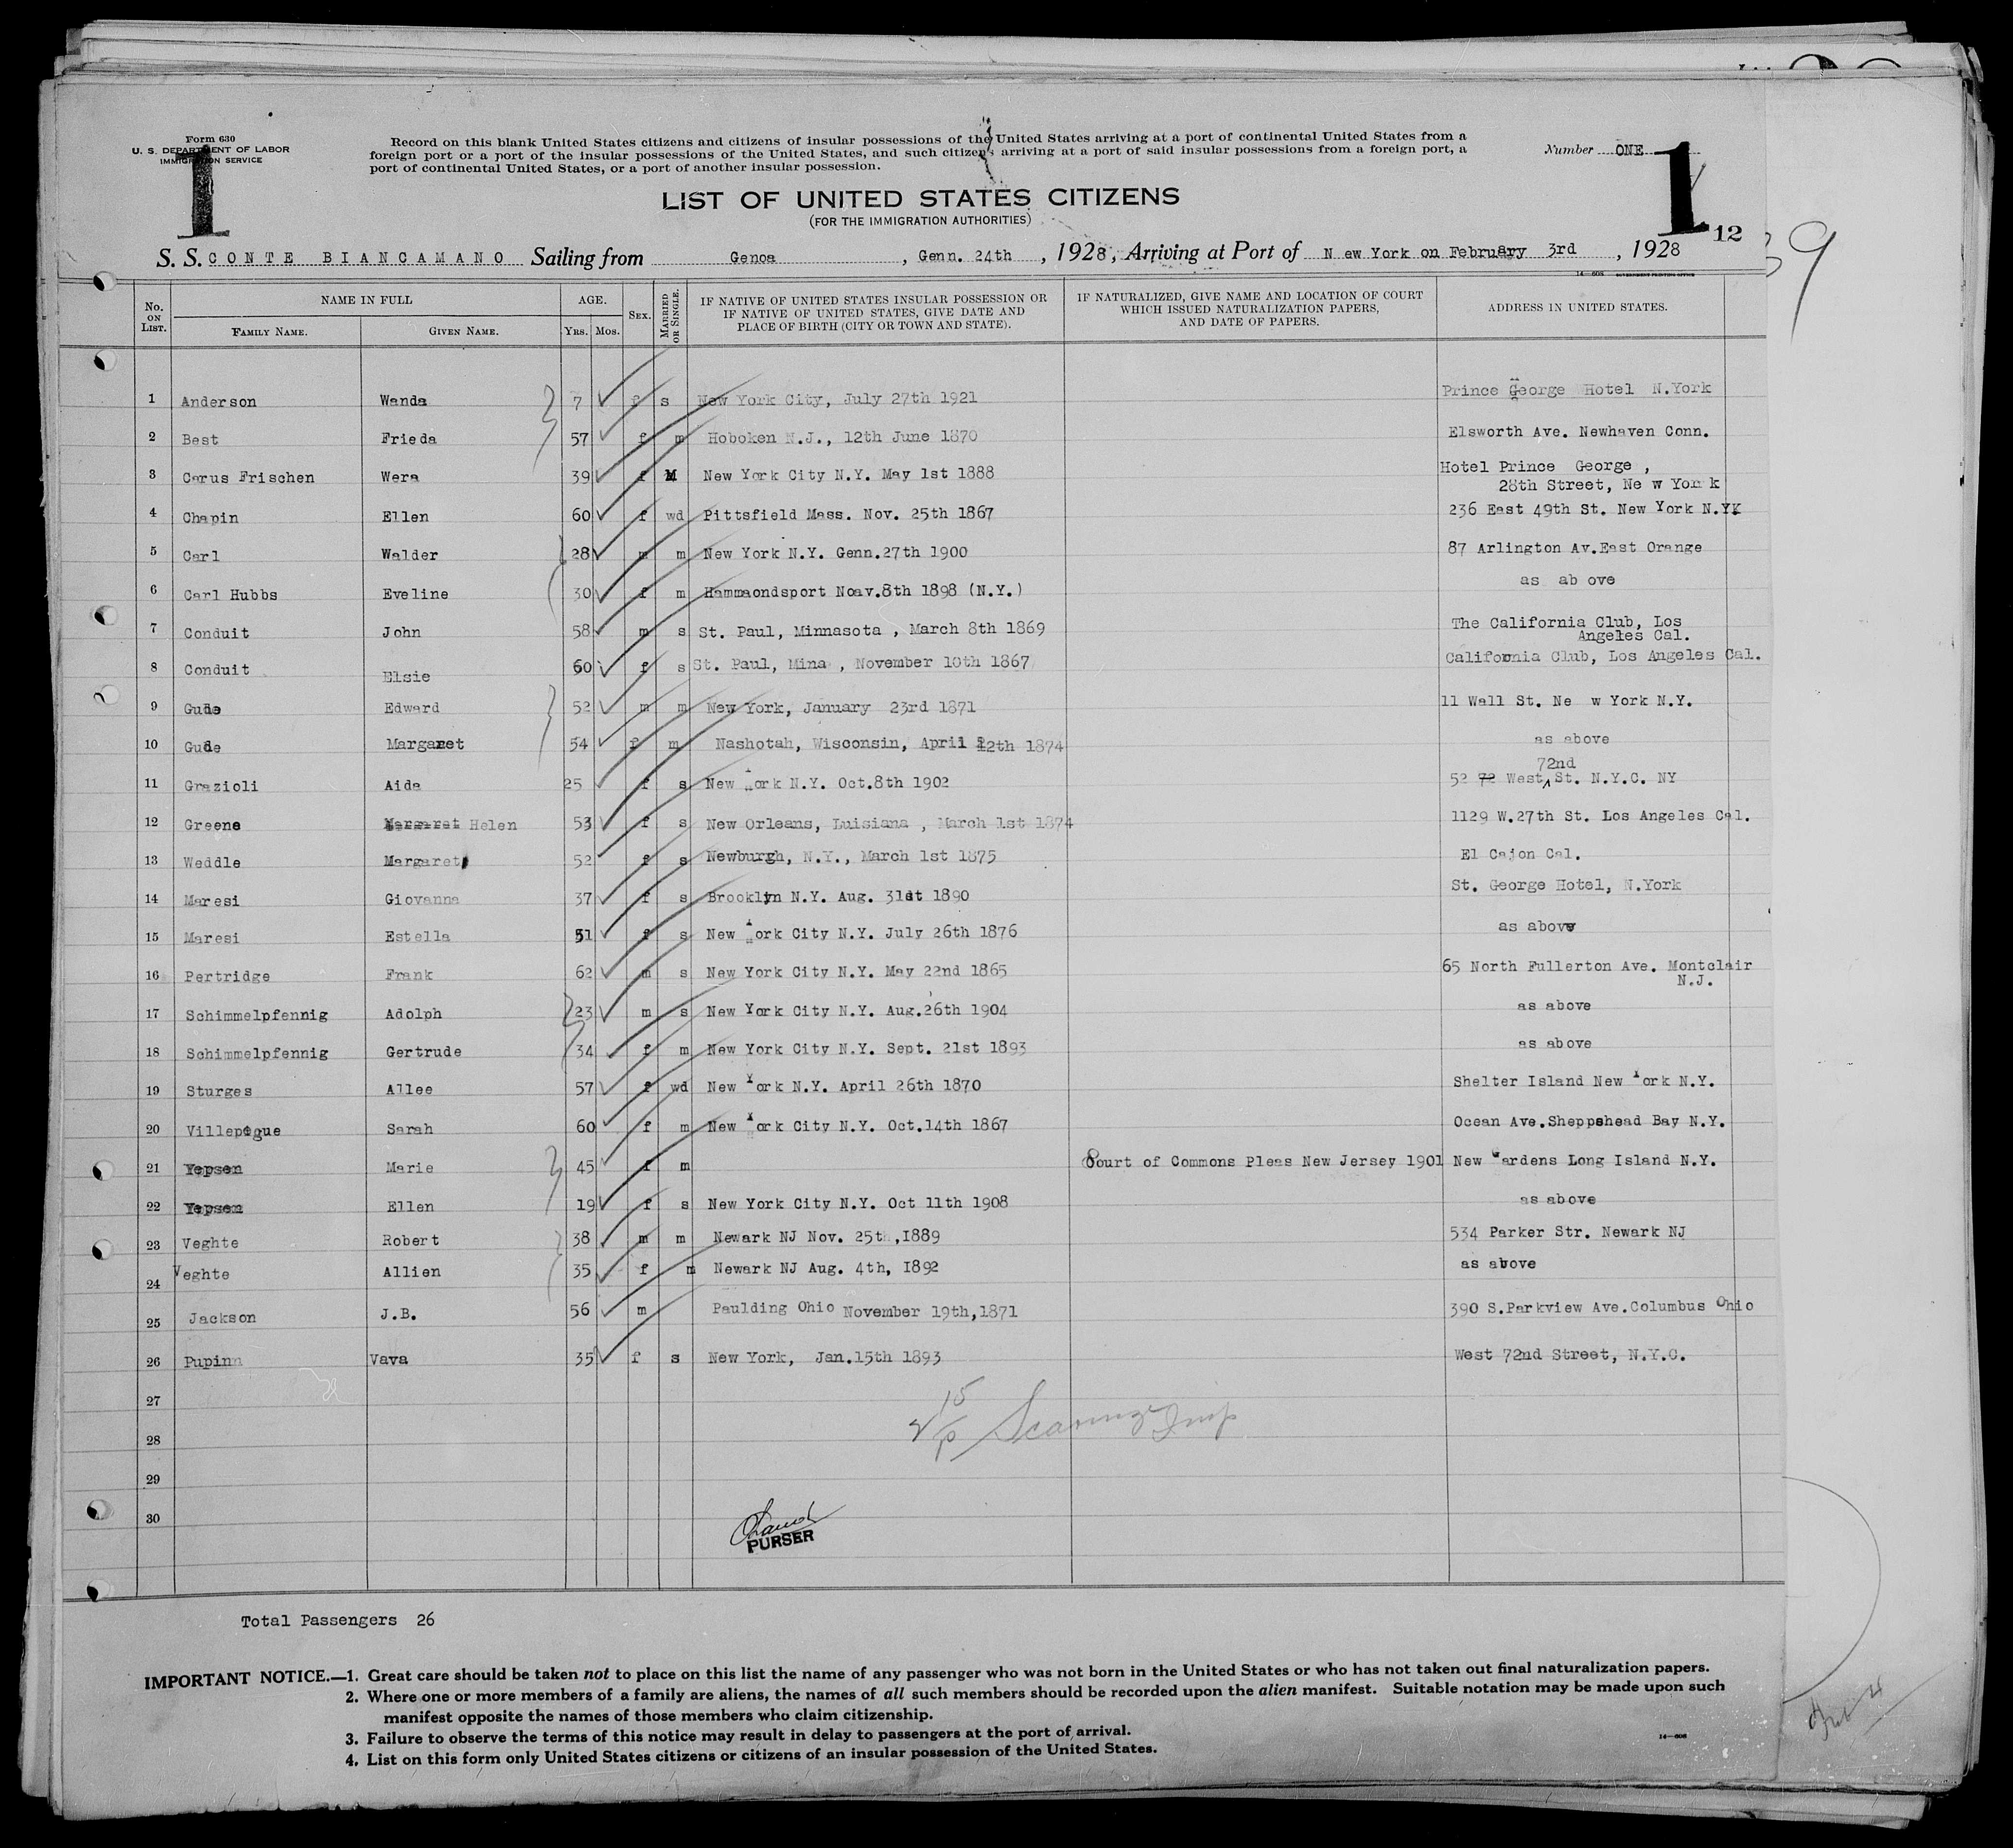 Form 630
U. S. DEPARTMENT OF LABOR
IMMIGRATION SERVICE
1
Record on this blank United States citizens and citizens of insular possessions of the United States arriving at a port of continental United States from a
foreign port or a port of the insular possessions of the United States, and such citizens arriving at a port of said insular possessions from a foreign port, a
port of continental United States, or a port of another insular possession.
Number ONE
1
LIST OF UNITED STATES CITIZENS
(FOR THE IMMIGRATION AUTHORITIES)
12
9
S. S. CONTE BIANCAMANO Sailing from Genoa, Genn. 24th, 1928, Arriving at Port of N ew York on February 3rd, 1928
14—608 GOVERNMENT PRINTING OFFICE
No. ON LIST. NAME IN FULL FAMILY NAME. GIVEN NAME. AGE. YRS. MOS. SEX. MARRIED OR SINGLE. IF NATIVE OF UNITED STATES INSULAR POSSESSION OR IF NATIVE OF UNITED STATES, GIVE DATE AND PLACE OF BIRTH (CITY OR TOWN AND STATE). IF NATURALIZED, GIVE NAME AND LOCATION OF COURT WHICH ISSUED NATURALIZATION PAPERS, AND DATE OF PAPERS. ADDRESS IN UNITED STATES.
1 Anderson Wanda 7 f s New York City, July 27th 1921 Prince George Hotel N.York
2 Best Frieda 57 f m Hoboken N.J., 12th June 1870 Elsworth Ave. Newhaven Conn.
3 Carus Frischen Wera 39 f M New York City N.Y. May 1st 1888 Hotel Prince George ,
28th Street, Ne w York
4 Chapin Ellen 60 f wd Pittsfield Mass. Nov. 25th 1867 236 East 49th St. New York N.Y.
5 Carl Walder 28 m m New York N.Y. Genn.27th 1900 87 Arlington Av.East Orange
6 Carl Hubbs Eveline 30 f m Hammaondsport Noav.8th 1898 (N.Y.) as ab ove
7 Conduit John 58 m s St. Paul, Minnasota , March 8th 1869 The California Club, Los
Angeles Cal.
8 Conduit Elsie 60 f s St. Paul, Mina , November 10th 1867 California Club, Los Angeles Cal.
9 Gude Edward 52 m m New York, January 23rd 1871 11 Wall St. Ne w York N.Y.
10 Gude Margaret 54 f m Nashotah, Wisconsin, April 12th 1874 as above
11 Grazioli Aida 25 f s New York N.Y. Oct.8th 1902 52 72 West 72nd St. N.Y.C. NY
12 Greene Margaret Helen 53 f s New Orleans, Luisiana , March 1st 1874 1129 W.27th St. Los Angeles Cal.
13 Weddle Margaret 52 f s Newburgh, N.Y., March 1st 1875 El Cajon Cal.
14 Maresi Giovanna 37 f s Brooklyn N.Y. Aug. 31st 1890 St. George Hotel, N.York
15 Maresi Estella 51 f s New York City N.Y. July 26th 1876 as above
16 Pertridge Frank 62 m s New York City N.Y. May 22nd 1865 65 North Fullerton Ave. Montclair
N.J.
17 Schimmelpfennig Adolph 23 m s New York City N.Y. Aug.26th 1904 as above
18 Schimmelpfennig Gertrude 34 f m New York City N.Y. Sept. 21st 1893 as above
19 Sturges Allee 57 f wd New York N.Y. April 26th 1870 Shelter Island New York N.Y.
20 Villepigue Sarah 60 f m New York City N.Y. Oct.14th 1867 Ocean Ave.Sheppshead Bay N.Y.
21 Yepsen Marie 45 f m Court of Commons Pleas New Jersey 1901 New Gardens Long Island N.Y.
22 Yepsen Ellen 19 f s New York City N.Y. Oct 11th 1908 as above
23 Veghte Robert 38 m m Newark NJ Nov. 25th,1889 534 Parker Str. Newark NJ
24 Veghte Allien 35 f m Newark NJ Aug. 4th, 1892 as above
25 Jackson J.B. 56 m Paulding Ohio November 19th,1871 390 S.Parkview Ave.Columbus Ohio
26 Pupinn Vava 35 f s New York, Jan.15th 1893 West 72nd Street, N.Y.C.
27
28
29
30
15
PURSER
Total Passengers 26
IMPORTANT NOTICE.—1. Great care should be taken not to place on this list the name of any passenger who was not born in the United States or who has not taken out final naturalization papers.
2. Where one or more members of a family are aliens, the names of all such members should be recorded upon the alien manifest. Suitable notation may be made upon such
manifest opposite the names of those members who claim citizenship.
3. Failure to observe the terms of this notice may result in delay to passengers at the port of arrival.
4. List on this form only United States citizens or citizens of an insular possession of the United States.
14—608